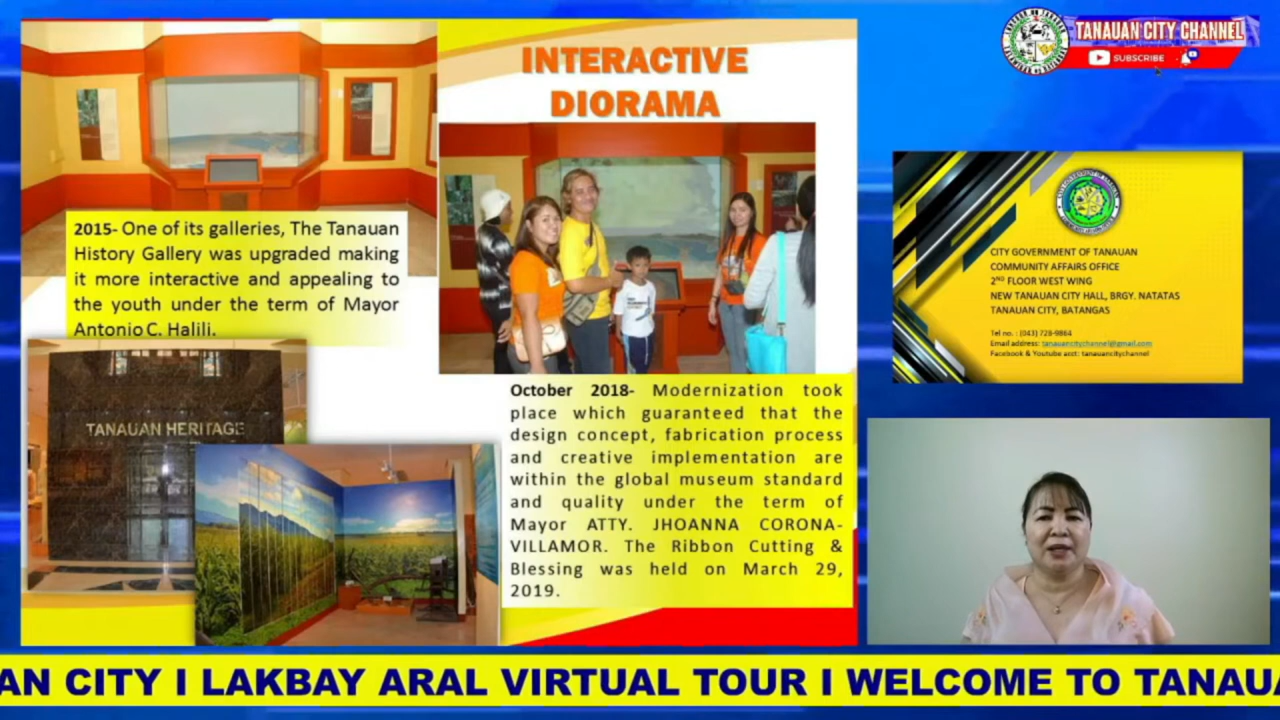 TANAUAN CITY CHANNEL
SUBSCRIBE
INTERACTIVE
DIORAMA
2015- One of its galleries, The Tanauan
History Gallery was upgraded making
it more interactive and appealing to
the youth under the term of Mayor
Antonio C. Halili.
TANAUAN HERITAGE
October 2018- Modernization took
place which guaranteed that the
design concept, fabrication process
and creative implementation are
within the global museum standard
and quality under the term of
Mayor ATTY. JHOANNA CORONA-
VILLAMOR. The Ribbon Cutting &
Blessing was held on March 29,
2019.
CITY GOVERNMENT OF TANAUAN
COMMUNITY AFFAIRS OFFICE
2ND FLOOR WEST WING
NEW TANAUAN CITY HALL, BRGY. NATATAS
TANAUAN CITY, BATANGAS
Tel no. : (043) 728-9864
Email address: tanauancitychannel@gmail.com
Facebook & Youtube acct: tanauancitychannel
AN CITY I LAKBAY ARAL VIRTUAL TOUR I WELCOME TO TANAUA